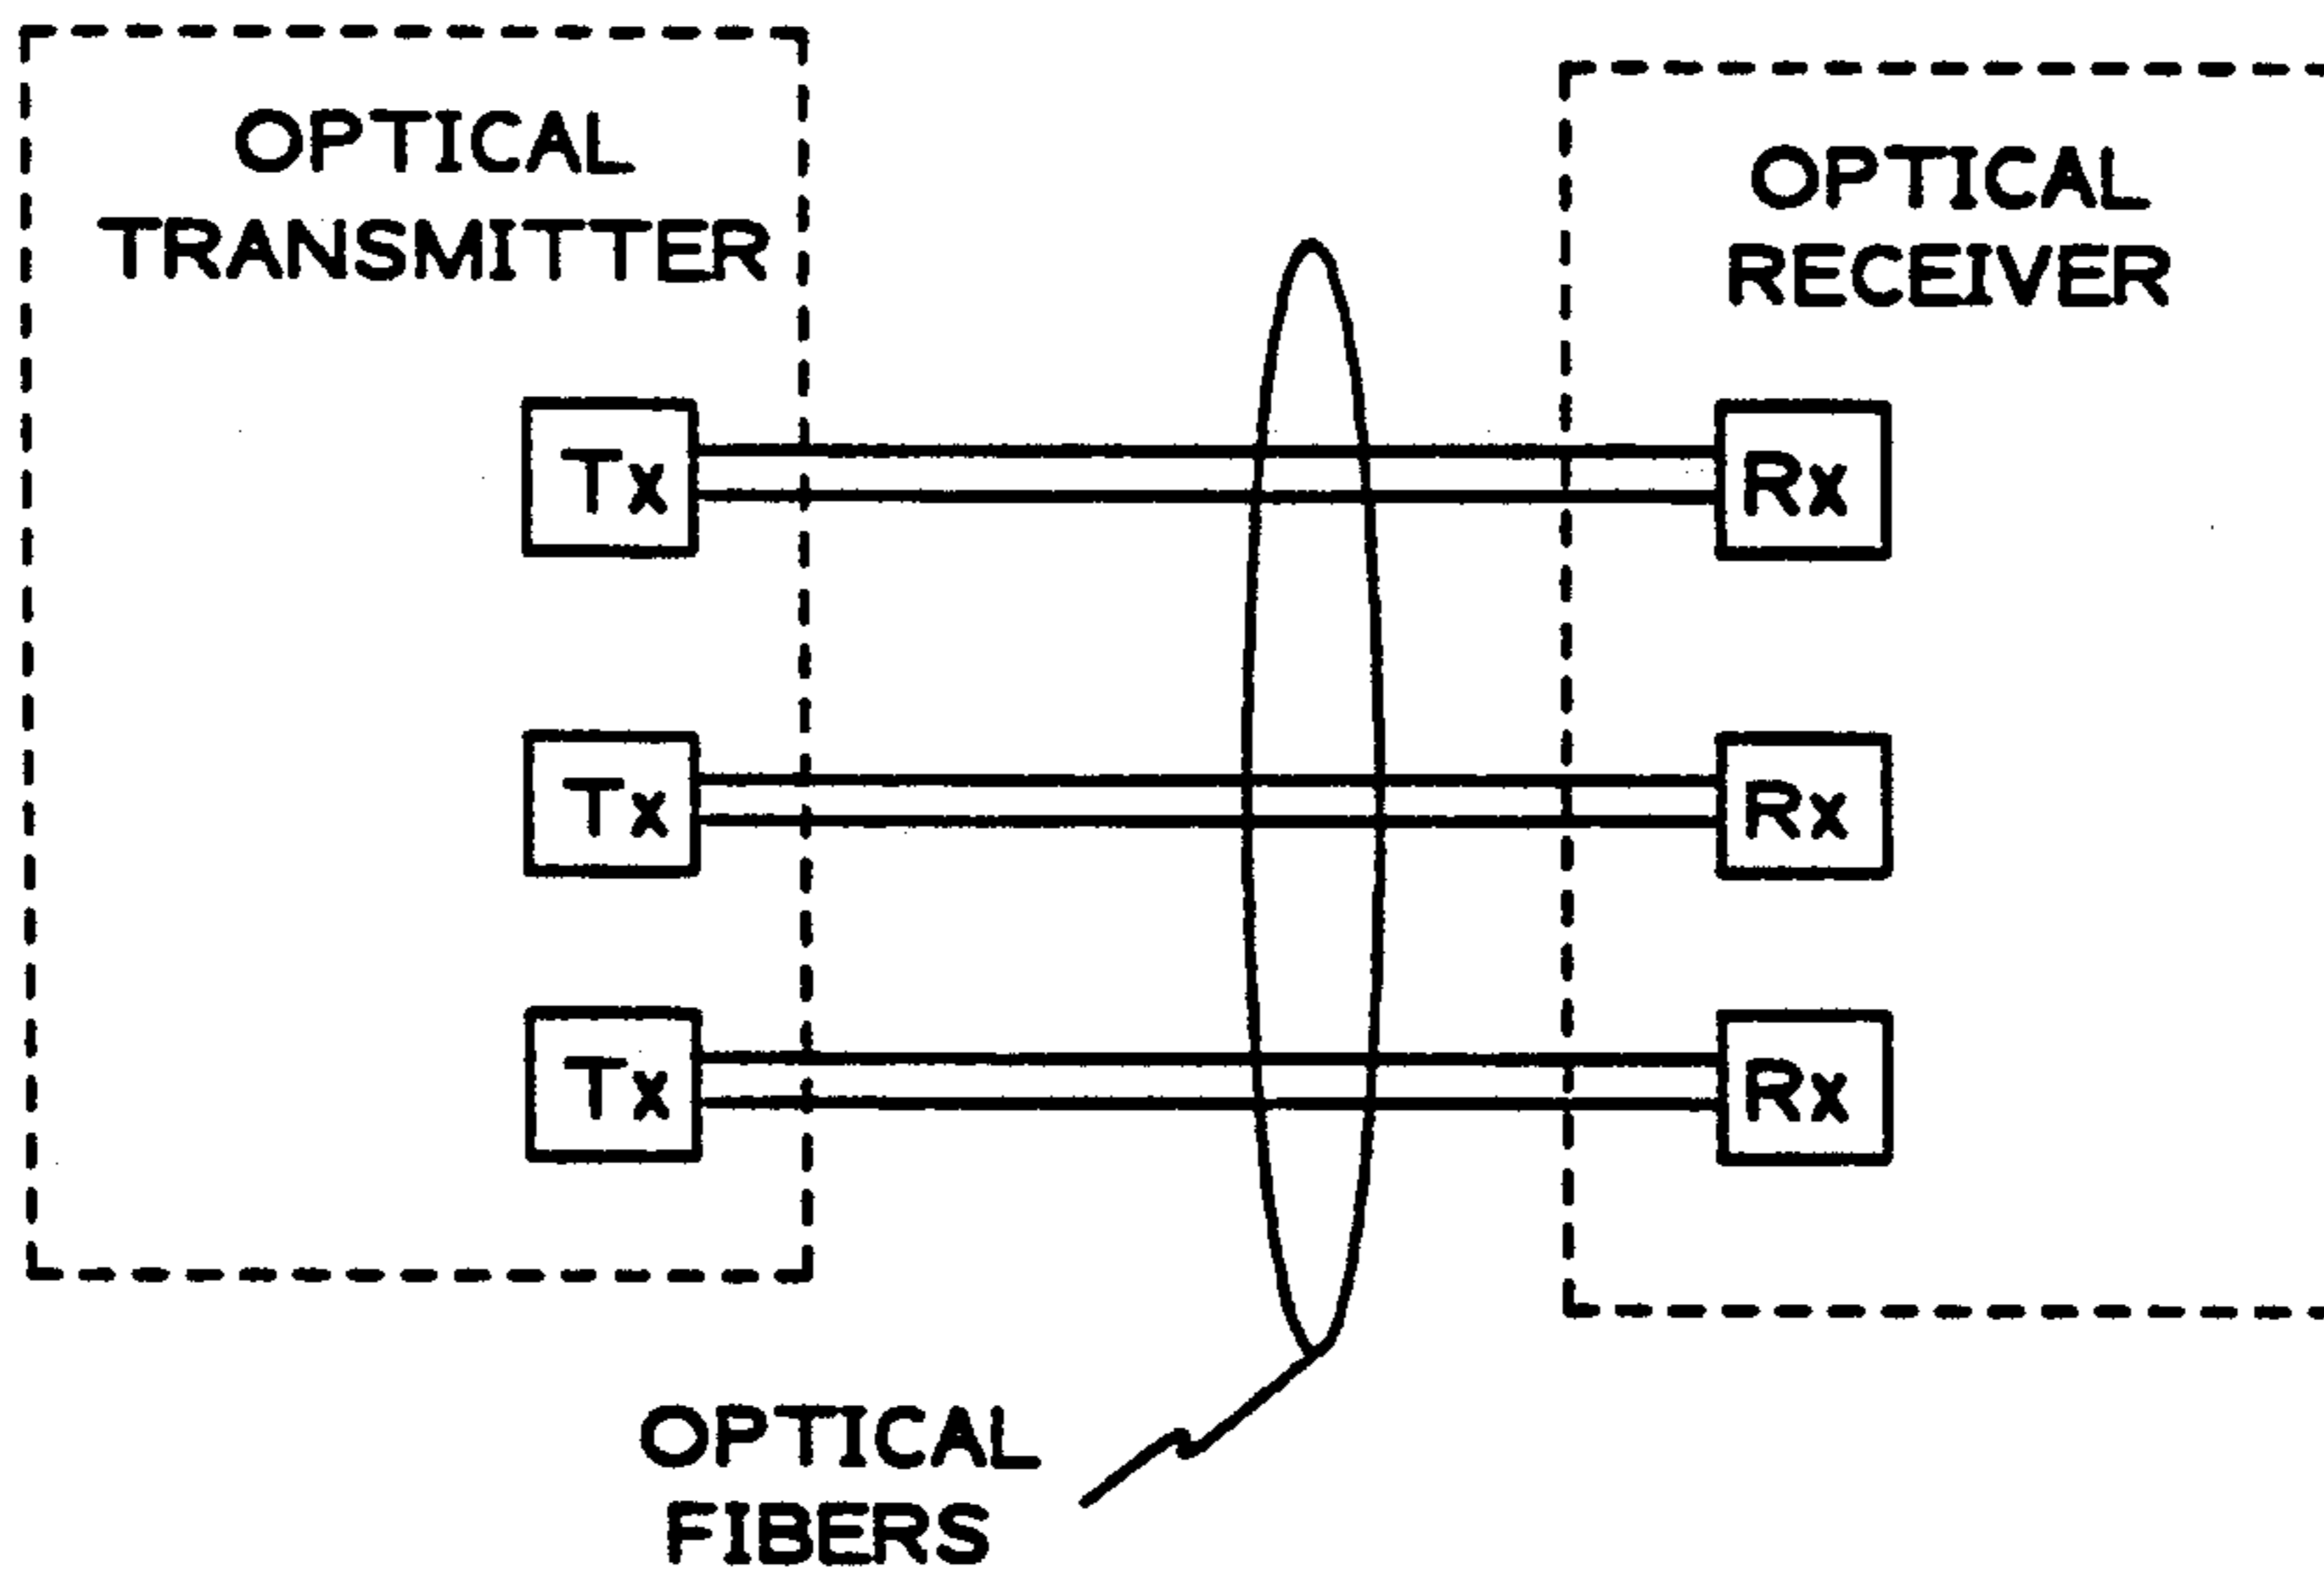 OPTICAL
TRANSMITTER
OPTICAL
RECEIVER
Tx
Rx
Tx
Rx
Tx
Rx
OPTICAL
FIBERS